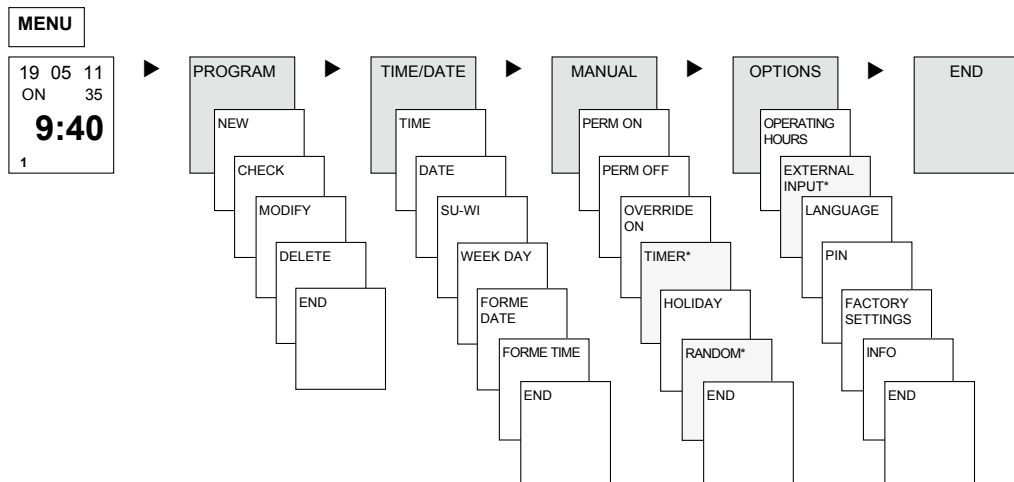 MENU
19 05 11
ON 35
9:40
1
PROGRAM
NEW
CHECK
MODIFY
DELETE
END
TIME/DATE
TIME
DATE
SU-WI
WEEK DAY
FORME
DATE
FORME TIME
END
MANUAL
PERM ON
PERM OFF
OVERRIDE
ON
TIMER*
HOLIDAY
RANDOM*
END
OPTIONS
OPERATING
HOURS
EXTERNAL
INPUT*
LANGUAGE
PIN
FACTORY
SETTINGS
INFO
END
END